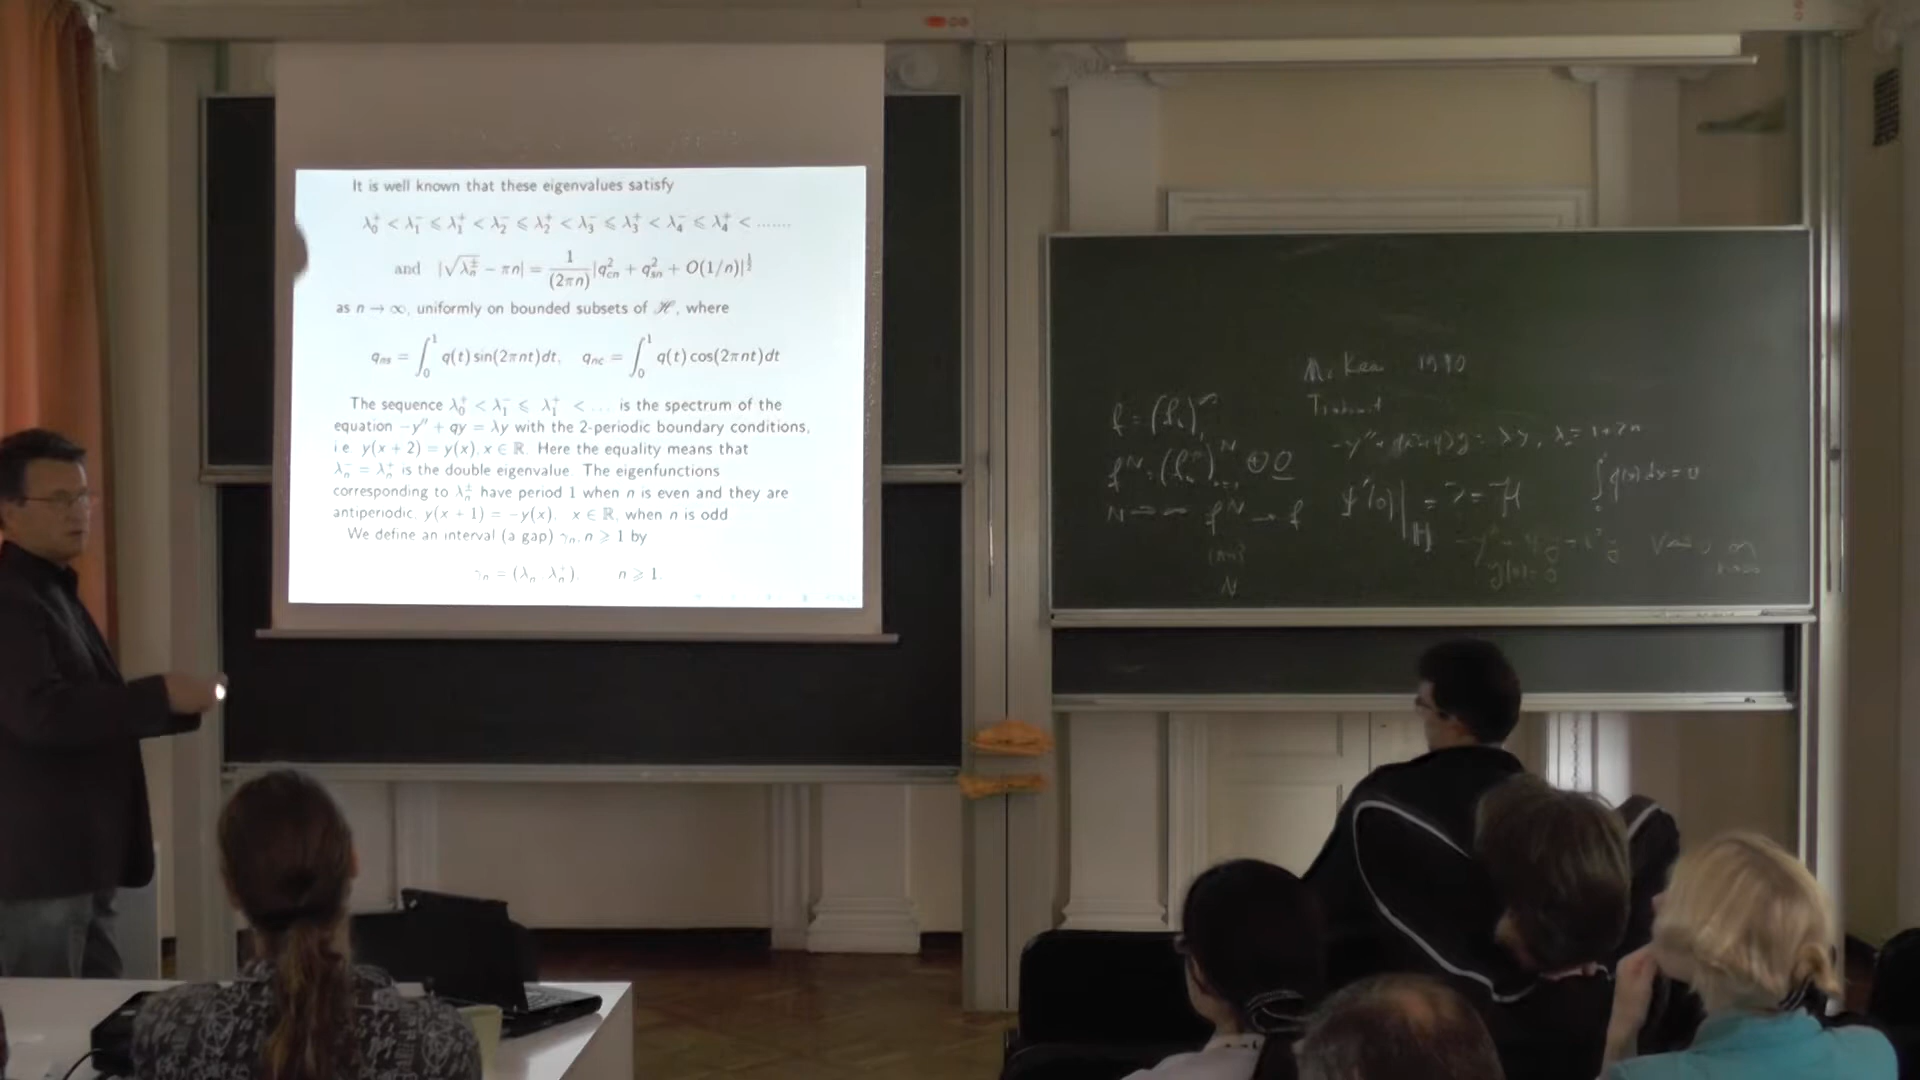 It is well known that these eigenvalues satisfy
λ₀⁺ < λ₁⁻ ⩽ λ₁⁺ < λ₂⁻ ⩽ λ₂⁺ < λ₃⁻ ⩽ λ₃⁺ < λ₄⁻ ⩽ λ₄⁺ < .......
and |√λₙ^± − πn| = 1/(2πn) |q²cn + q²sn + O(1/n)|^½
as n → ∞, uniformly on bounded subsets of ℋ, where
qns = ∫₀¹ q(t) sin(2πnt)dt, qnc = ∫₀¹ q(t) cos(2πnt)dt
The sequence λ₀⁺ < λ₁⁻ ⩽ λ₁⁺ < ... is the spectrum of the
equation −y″ + qy = λy with the 2-periodic boundary conditions,
i e y(x + 2) = y(x), x ∈ ℝ. Here the equality means that
λₙ⁻ = λₙ⁺ is the double eigenvalue. The eigenfunctions
corresponding to λₙ^± have period 1 when n is even and they are
antiperiodic, y(x + 1) = −y(x), x ∈ ℝ, when n is odd
We define an interval (a gap) γₙ, n ⩾ 1 by
γₙ = (λₙ⁻, λₙ⁺), n ⩾ 1.
Mc Kean
f = (fₙ)₁^∞
N → ∞ f^N → f
N